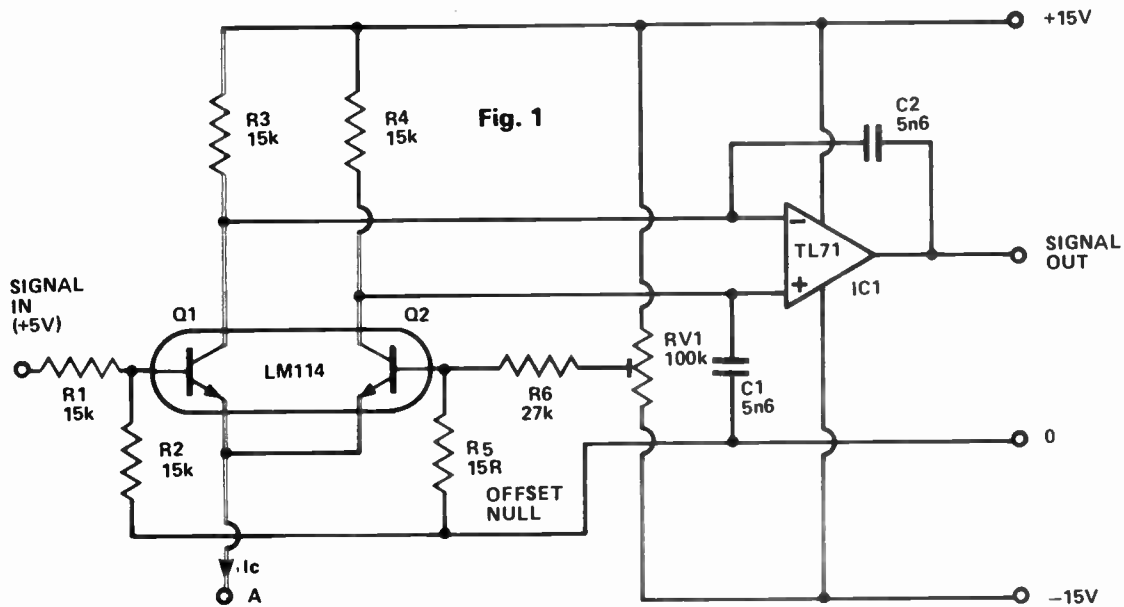 +15V
R3
15k
R4
15k
Fig. 1
C2
5n6
−
TL71
+
IC1
SIGNAL
OUT
SIGNAL
IN
(+5V)
Q1
Q2
LM114
R1
15k
R6
27k
RV1
100k
C1
5n6
R2
15k
R5
15R
OFFSET
NULL
0
Ic
A
−15V